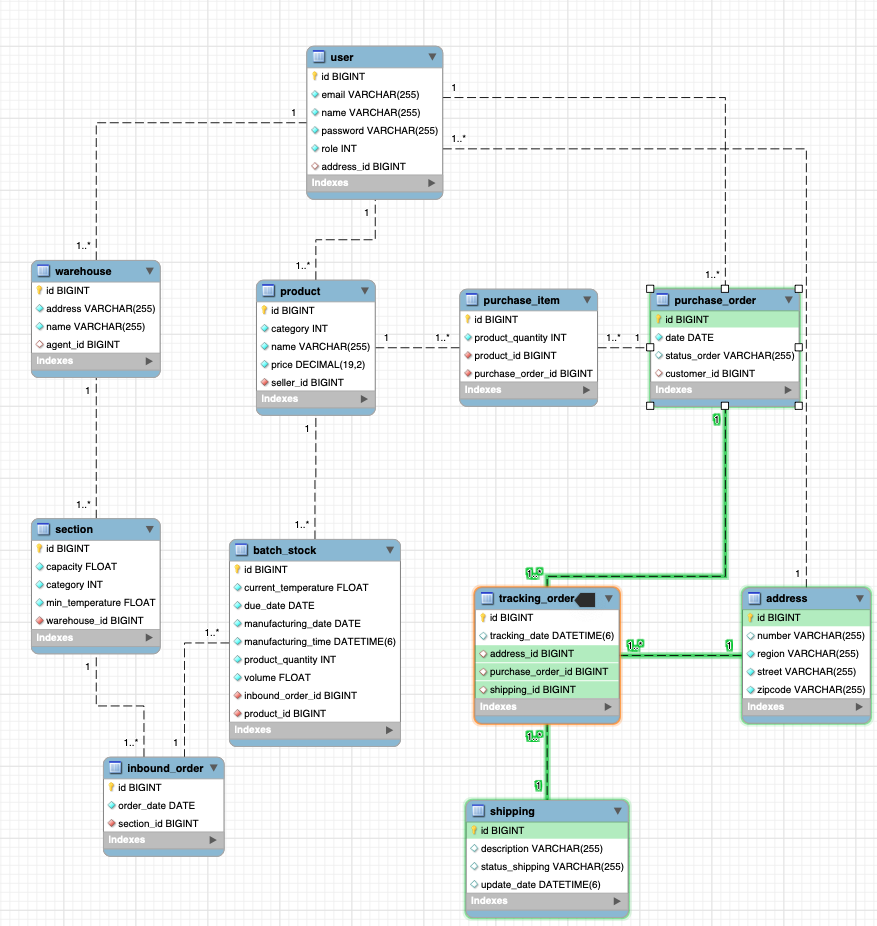 user
id BIGINT
email VARCHAR(255)
name VARCHAR(255)
password VARCHAR(255)
role INT
address_id BIGINT
Indexes
1
1
1..*
1
1..*
1..*
1..*
warehouse
id BIGINT
address VARCHAR(255)
name VARCHAR(255)
agent_id BIGINT
Indexes
product
id BIGINT
category INT
name VARCHAR(255)
price DECIMAL(19,2)
seller_id BIGINT
Indexes
1
1..*
purchase_item
id BIGINT
product_quantity INT
product_id BIGINT
purchase_order_id BIGINT
Indexes
1..*
1
purchase_order
id BIGINT
date DATE
status_order VARCHAR(255)
customer_id BIGINT
Indexes
1
1..*
1
1..*
1
1..*
1
section
id BIGINT
capacity FLOAT
category INT
min_temperature FLOAT
warehouse_id BIGINT
Indexes
batch_stock
id BIGINT
current_temperature FLOAT
due_date DATE
manufacturing_date DATE
manufacturing_time DATETIME(6)
product_quantity INT
volume FLOAT
inbound_order_id BIGINT
product_id BIGINT
Indexes
tracking_order
id BIGINT
tracking_date DATETIME(6)
address_id BIGINT
purchase_order_id BIGINT
shipping_id BIGINT
Indexes
1..*
1
address
id BIGINT
number VARCHAR(255)
region VARCHAR(255)
street VARCHAR(255)
zipcode VARCHAR(255)
Indexes
1
1..*
1..*
1
1..*
1
inbound_order
id BIGINT
order_date DATE
section_id BIGINT
Indexes
shipping
id BIGINT
description VARCHAR(255)
status_shipping VARCHAR(255)
update_date DATETIME(6)
Indexes